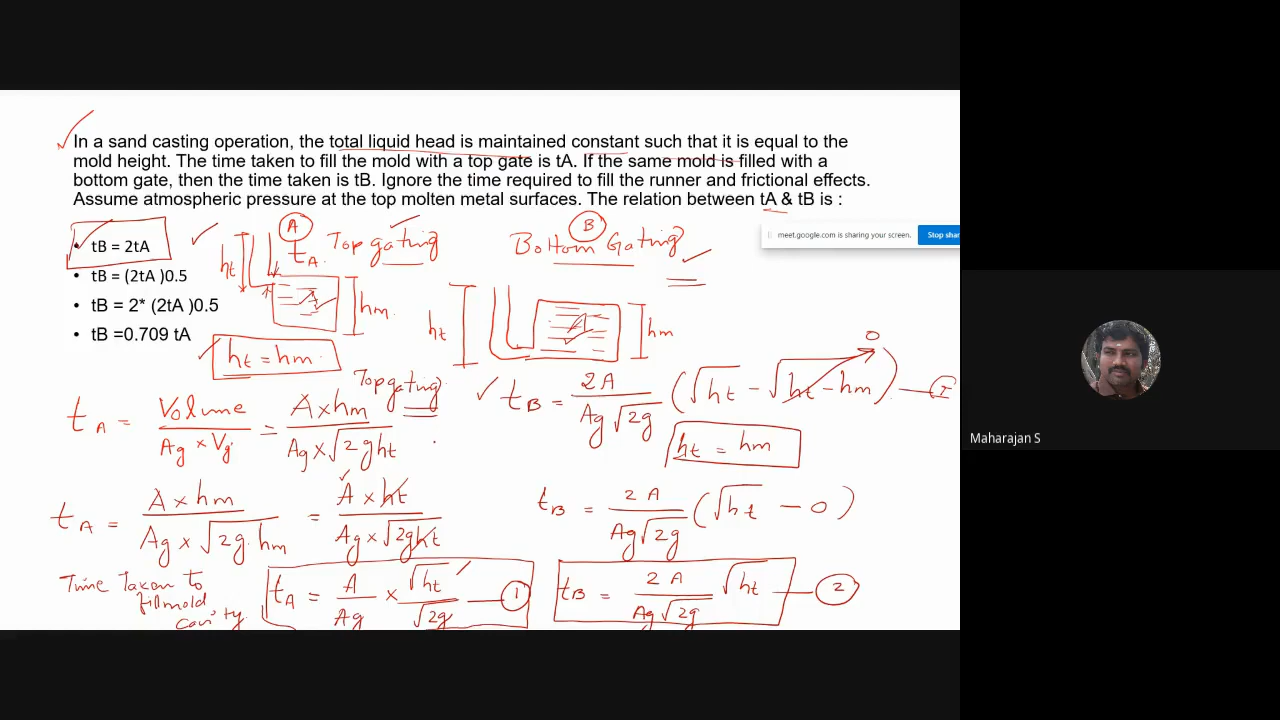 In a sand casting operation, the total liquid head is maintained constant such that it is equal to the
mold height. The time taken to fill the mold with a top gate is tA. If the same mold is filled with a
bottom gate, then the time taken is tB. Ignore the time required to fill the runner and frictional effects.
Assume atmospheric pressure at the top molten metal surfaces. The relation between tA & tB is :
• tB = 2tA
• tB = (2tA )0.5
• tB = 2* (2tA )0.5
• tB =0.709 tA
meet.google.com is sharing your screen.
Stop shar
A
tA.
Top gating
ht
hm.
ht = hm.
B
Bottom Gating
ht
hm
Top gating
tA = Volume / Ag × Vg = A × hm / Ag × √2ght
tA = A × hm / Ag × √2g.hm = A × ht / Ag × √2ght
Time Taken to
fill mold
cavity
tA = A / Ag × √ht / √2g — 1
tB = 2A / Ag √2g (√ht - √ht - hm) — I
0
ht = hm
tB = 2A / Ag √2g (√ht - 0)
tB = 2A / Ag √2g √ht — 2
Maharajan S